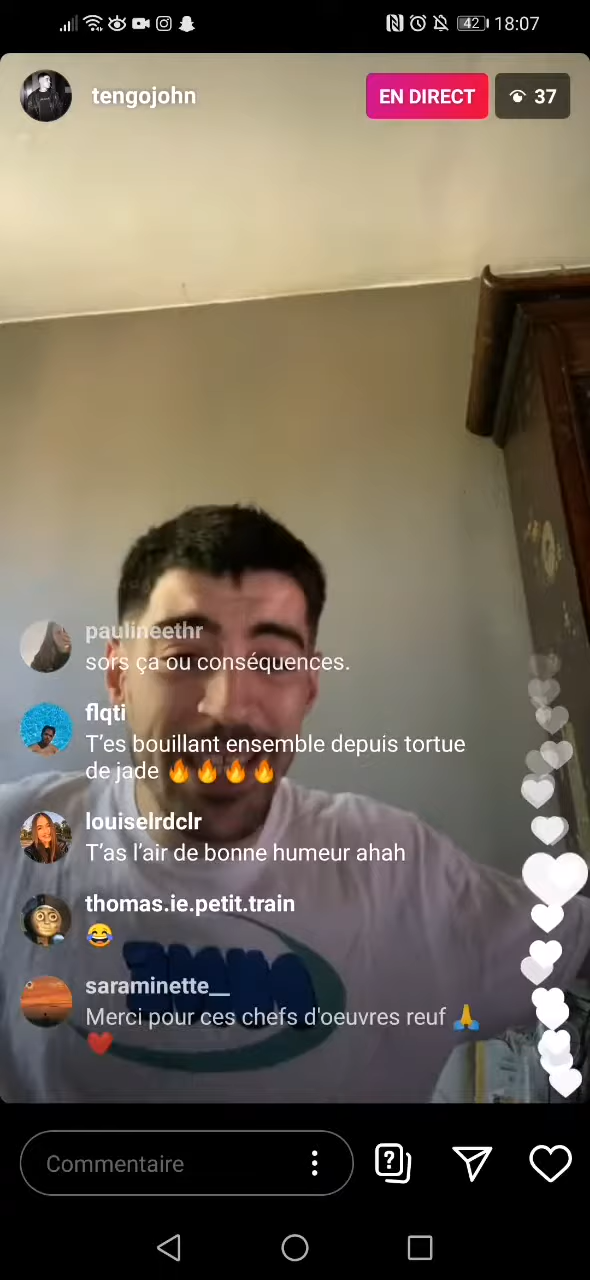 42 18:07
tengojohn
EN DIRECT
37
paulineethr
sors ça ou conséquences.
flqti
T'es bouillant ensemble depuis tortue
de jade 🔥🔥🔥🔥
louiselrdclr
T'as l'air de bonne humeur ahah
thomas.ie.petit.train
😂
saraminette__
Merci pour ces chefs d'oeuvres reuf 🙏
❤️
Commentaire